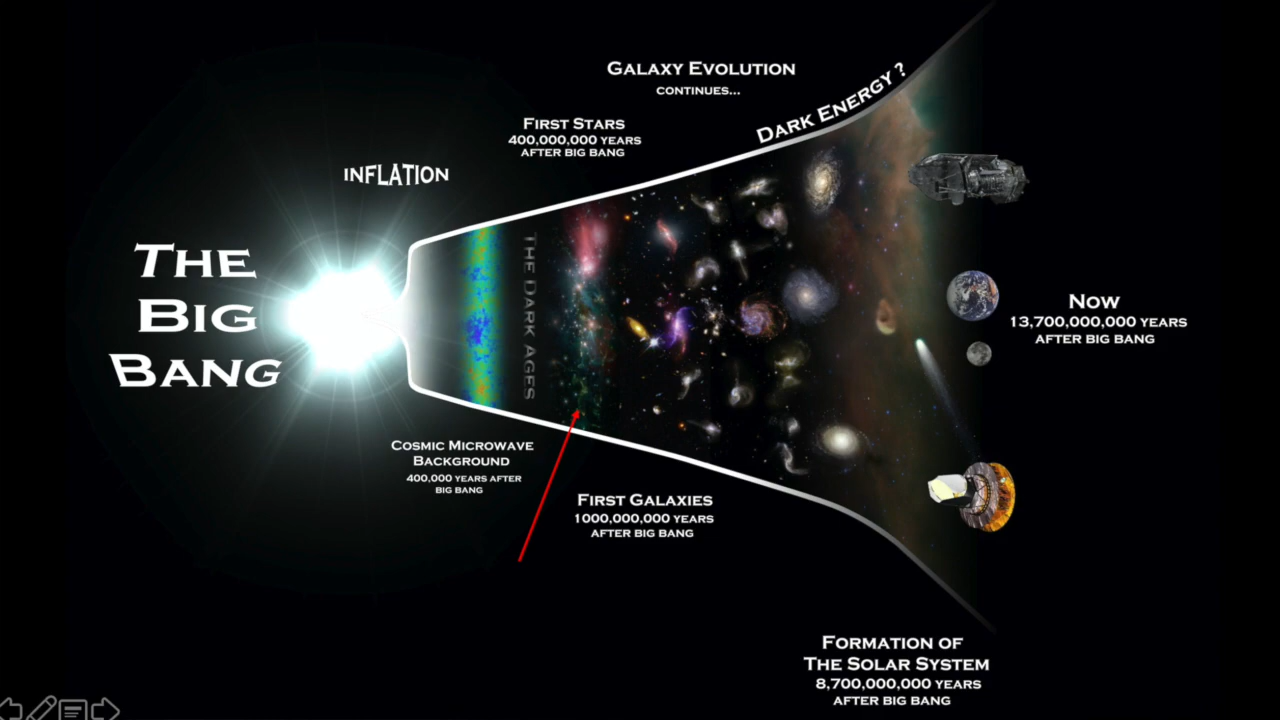 The
Big
Bang
Inflation
First Stars
400,000,000 years
after Big Bang
Galaxy Evolution
continues...
Dark Energy ?
The Dark Ages
Cosmic Microwave
Background
400,000 years after
Big Bang
First Galaxies
1000,000,000 years
after Big Bang
Now
13,700,000,000 years
after Big Bang
Formation of
The Solar System
8,700,000,000 years
after Big Bang